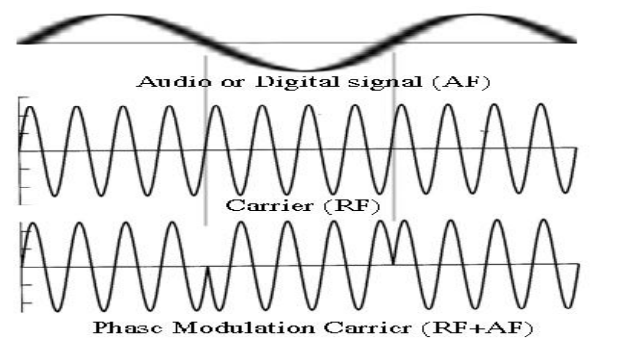 Audio or Digital signal (AF)
Carrier (RF)
Phase Modulation Carrier (RF+AF)